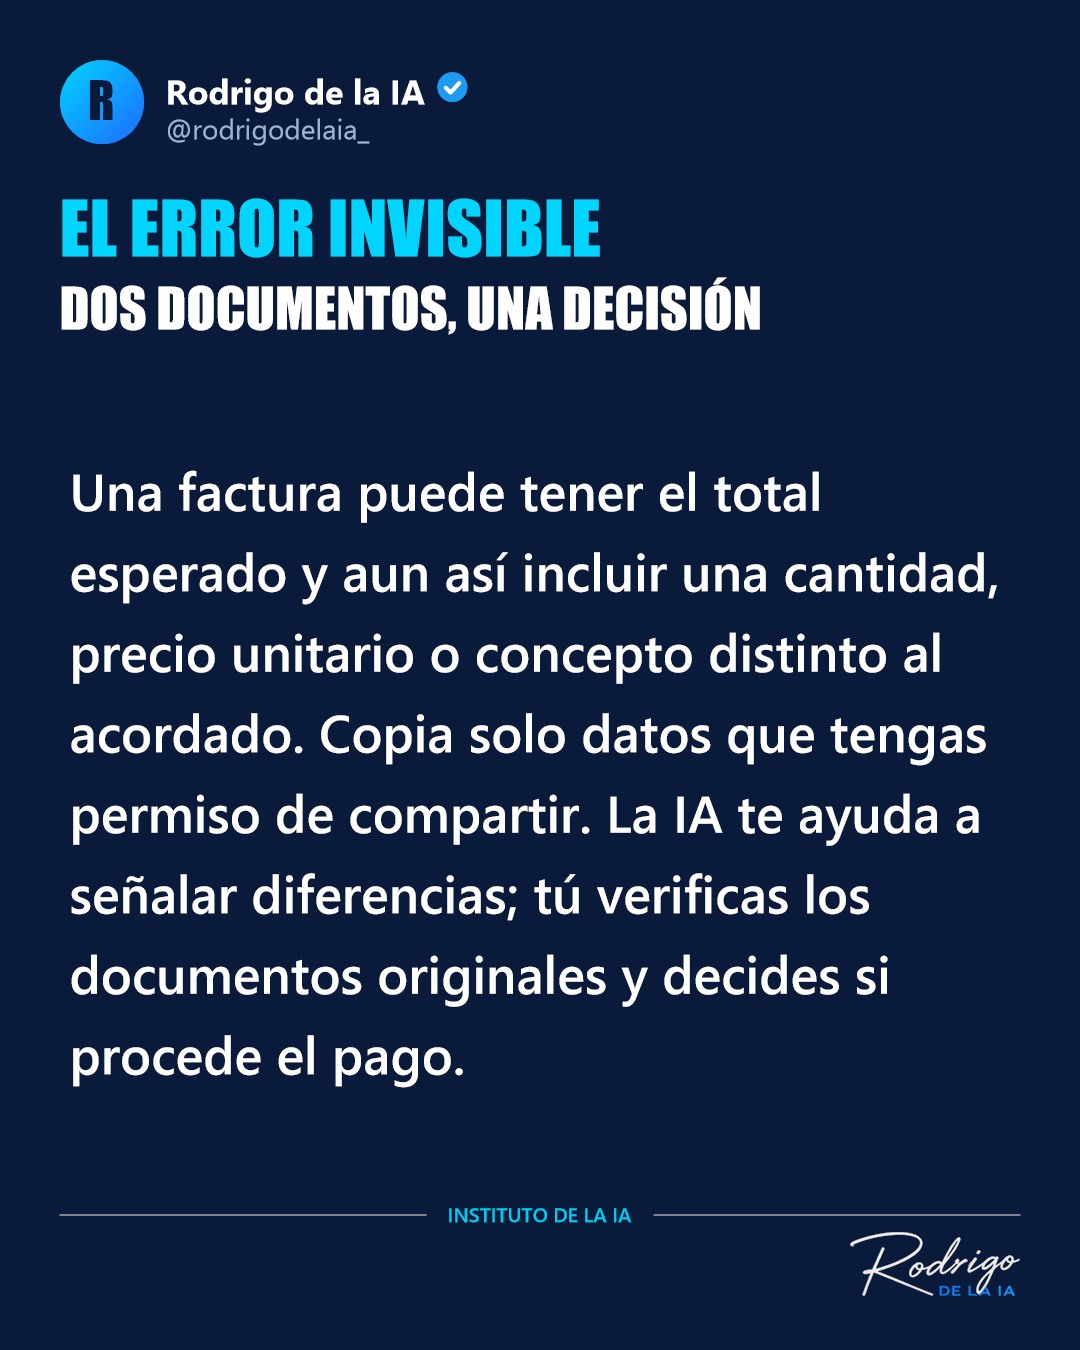 R
Rodrigo de la IA
@rodrigodelaia_
EL ERROR INVISIBLE
DOS DOCUMENTOS, UNA DECISIÓN
Una factura puede tener el total
esperado y aun así incluir una cantidad,
precio unitario o concepto distinto al
acordado. Copia solo datos que tengas
permiso de compartir. La IA te ayuda a
señalar diferencias; tú verificas los
documentos originales y decides si
procede el pago.
INSTITUTO DE LA IA
Rodrigo
DE LA IA